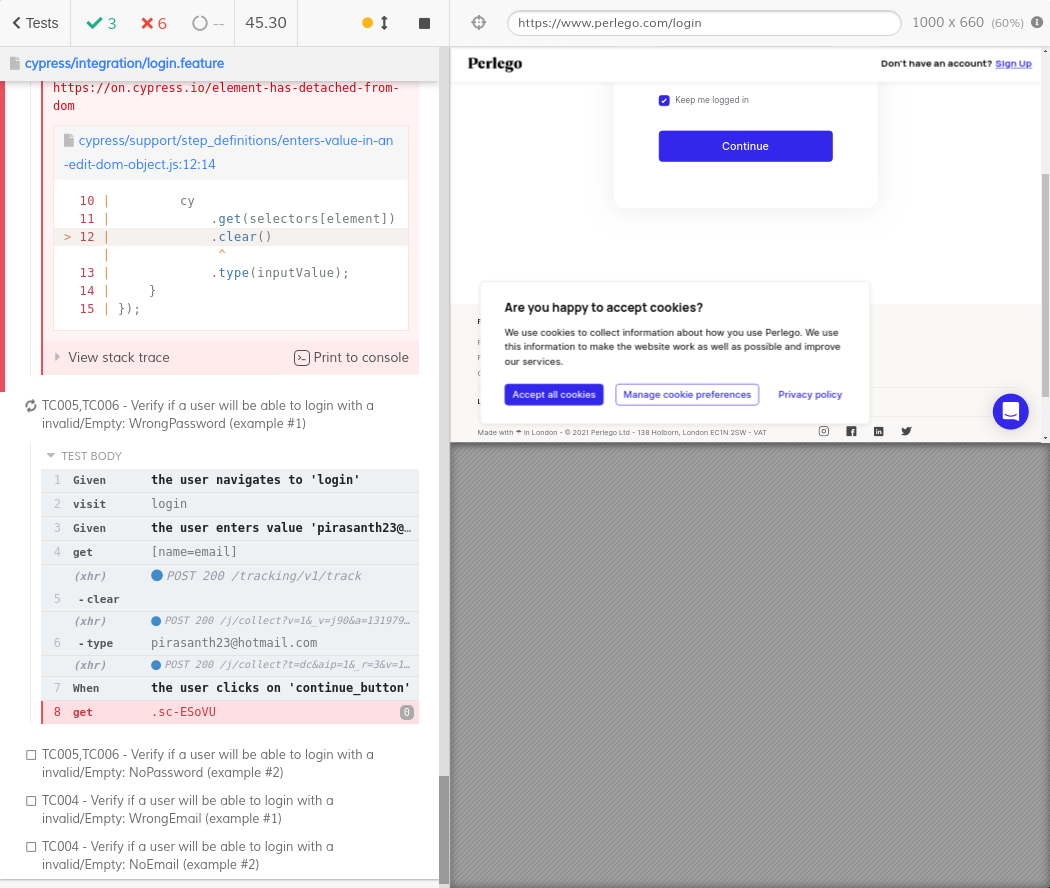 Tests
3
6
--
45.30
https://www.perlego.com/login
1000 x 660 (60%)
cypress/integration/login.feature
https://on.cypress.io/element-has-detached-from-
dom
cypress/support/step_definitions/enters-value-in-an
-edit-dom-object.js:12:14
10 | cy
11 | .get(selectors[element])
> 12 | .clear()
| ^
13 | .type(inputValue);
14 | }
15 | });
View stack trace
Print to console
TC005,TC006 - Verify if a user will be able to login with a
invalid/Empty: WrongPassword (example #1)
TEST BODY
1 Given the user navigates to 'login'
2 visit login
3 Given the user enters value 'pirasanth23@…
4 get [name=email]
(xhr) POST 200 /tracking/v1/track
5 -clear
(xhr) POST 200 /j/collect?v=1&_v=j90&a=131979…
6 -type pirasanth23@hotmail.com
(xhr) POST 200 /j/collect?t=dc&aip=1&_r=3&v=1…
7 When the user clicks on 'continue_button'
8 get .sc-ESoVU 0
TC005,TC006 - Verify if a user will be able to login with a
invalid/Empty: NoPassword (example #2)
TC004 - Verify if a user will be able to login with a
invalid/Empty: WrongEmail (example #1)
TC004 - Verify if a user will be able to login with a
invalid/Empty: NoEmail (example #2)
Perlego
Don't have an account? Sign Up
Keep me logged in
Continue
Are you happy to accept cookies?
We use cookies to collect information about how you use Perlego. We use
this information to make the website work as well as possible and improve
our services.
Accept all cookies
Manage cookie preferences
Privacy policy
Made with ☂ in London - © 2021 Perlego Ltd - 138 Holborn, London EC1N 2SW - VAT